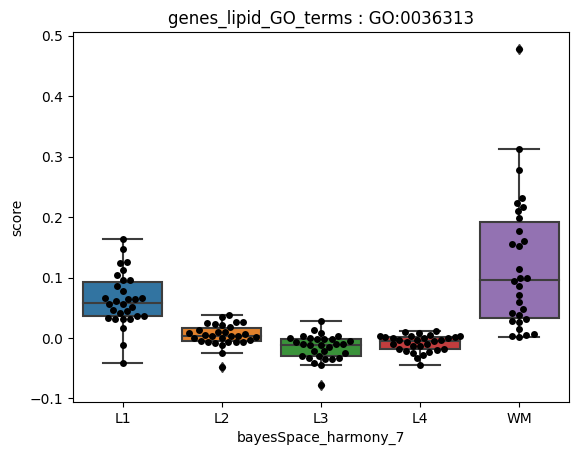 genes_lipid_GO_terms : GO:0036313
0.5
0.4
0.3
0.2
0.1
0.0
−0.1
score
L1 L2 L3 L4 WM
bayesSpace_harmony_7